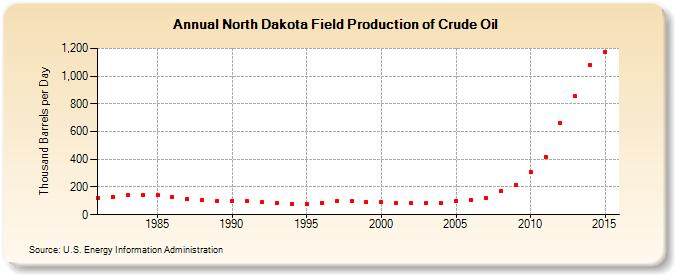 Annual North Dakota Field Production of Crude Oil
Thousand Barrels per Day
1,200
1,000
800
600
400
200
0
1985 1990 1995 2000 2005 2010 2015
Source: U.S. Energy Information Administration